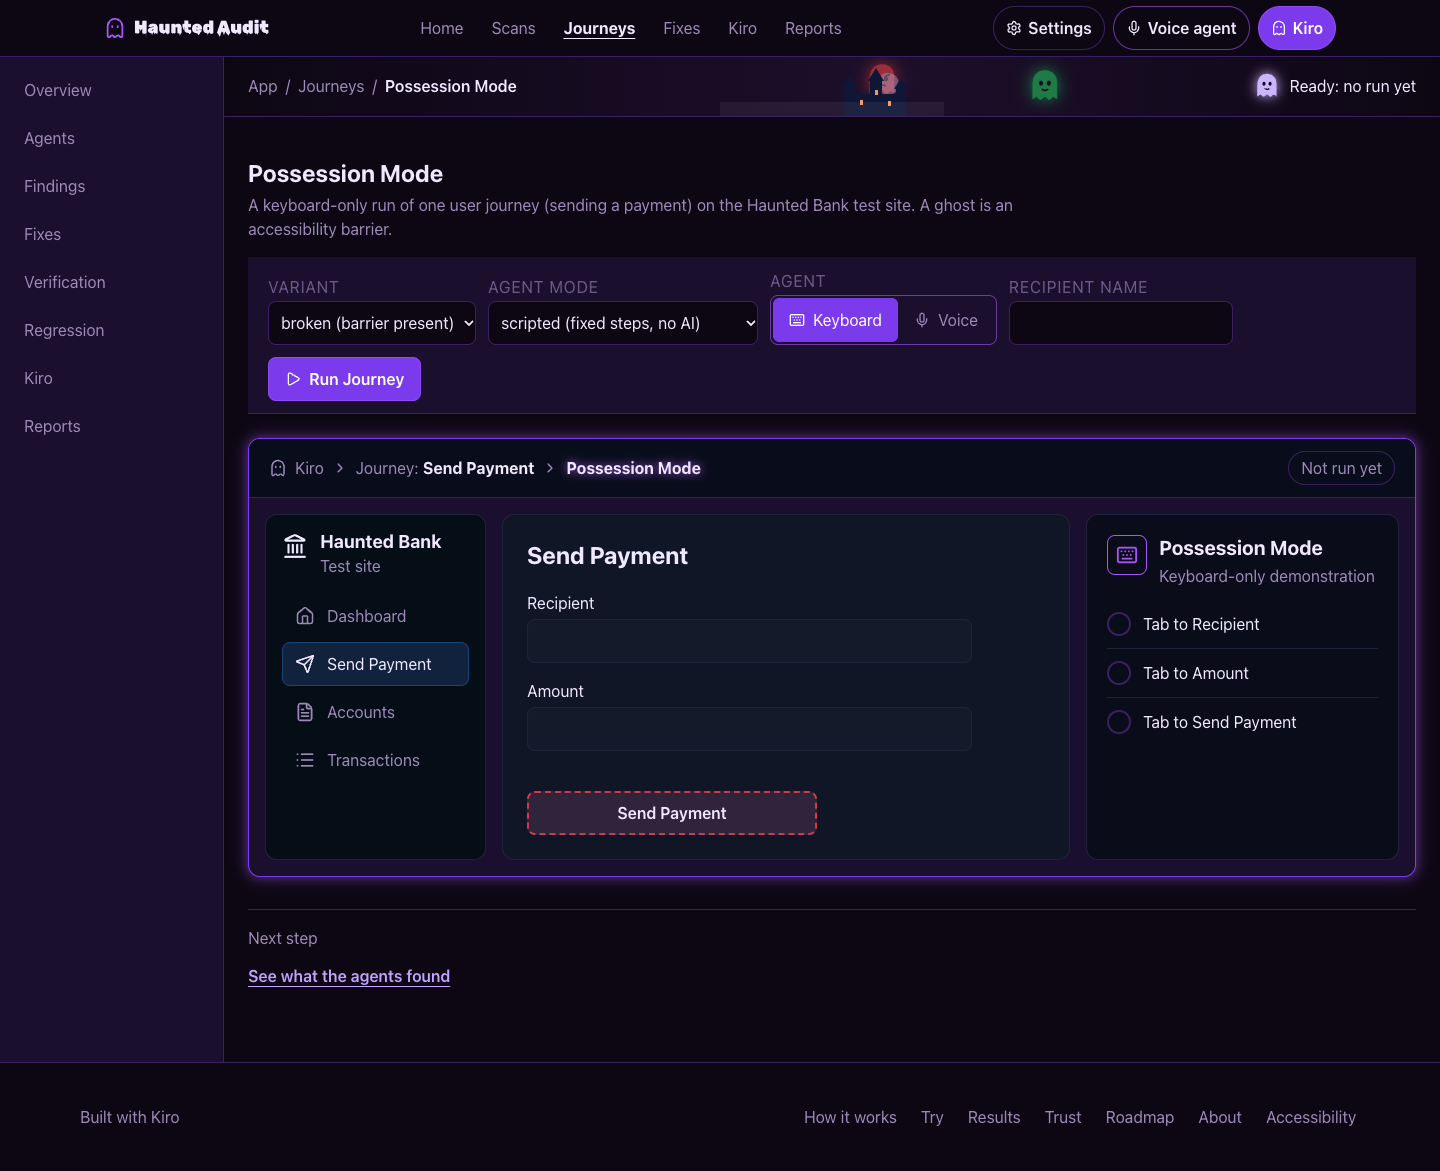 Haunted Audit
Home Scans Journeys Fixes Kiro Reports
Settings Voice agent Kiro
Overview
Agents
Findings
Fixes
Verification
Regression
Kiro
Reports
App / Journeys / Possession Mode
Ready: no run yet
Possession Mode
A keyboard-only run of one user journey (sending a payment) on the Haunted Bank test site. A ghost is an
accessibility barrier.
VARIANT
broken (barrier present)
AGENT MODE
scripted (fixed steps, no AI)
AGENT
Keyboard Voice
RECIPIENT NAME
Run Journey
Kiro > Journey: Send Payment > Possession Mode
Not run yet
Haunted Bank
Test site
Dashboard
Send Payment
Accounts
Transactions
Send Payment
Recipient
Amount
Send Payment
Possession Mode
Keyboard-only demonstration
Tab to Recipient
Tab to Amount
Tab to Send Payment
Next step
See what the agents found
Built with Kiro
How it works Try Results Trust Roadmap About Accessibility